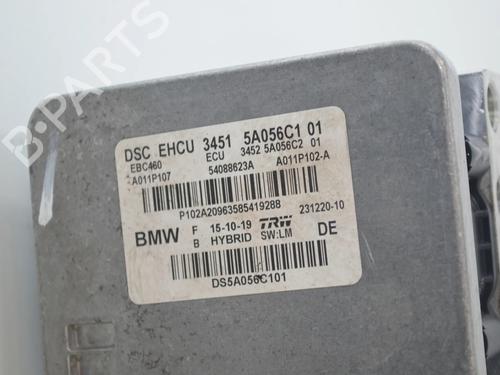 DSC EHCU 3451 5A056C1 01
EBC460 ECU 3452 5A056C2 01
A011P107 54088623A A011P102-A
P102A20963585419288 231220-10
BMW F 15-10-19 TRW DE
B HYBRID SW:LM
DS5A056C101
B-PARTS